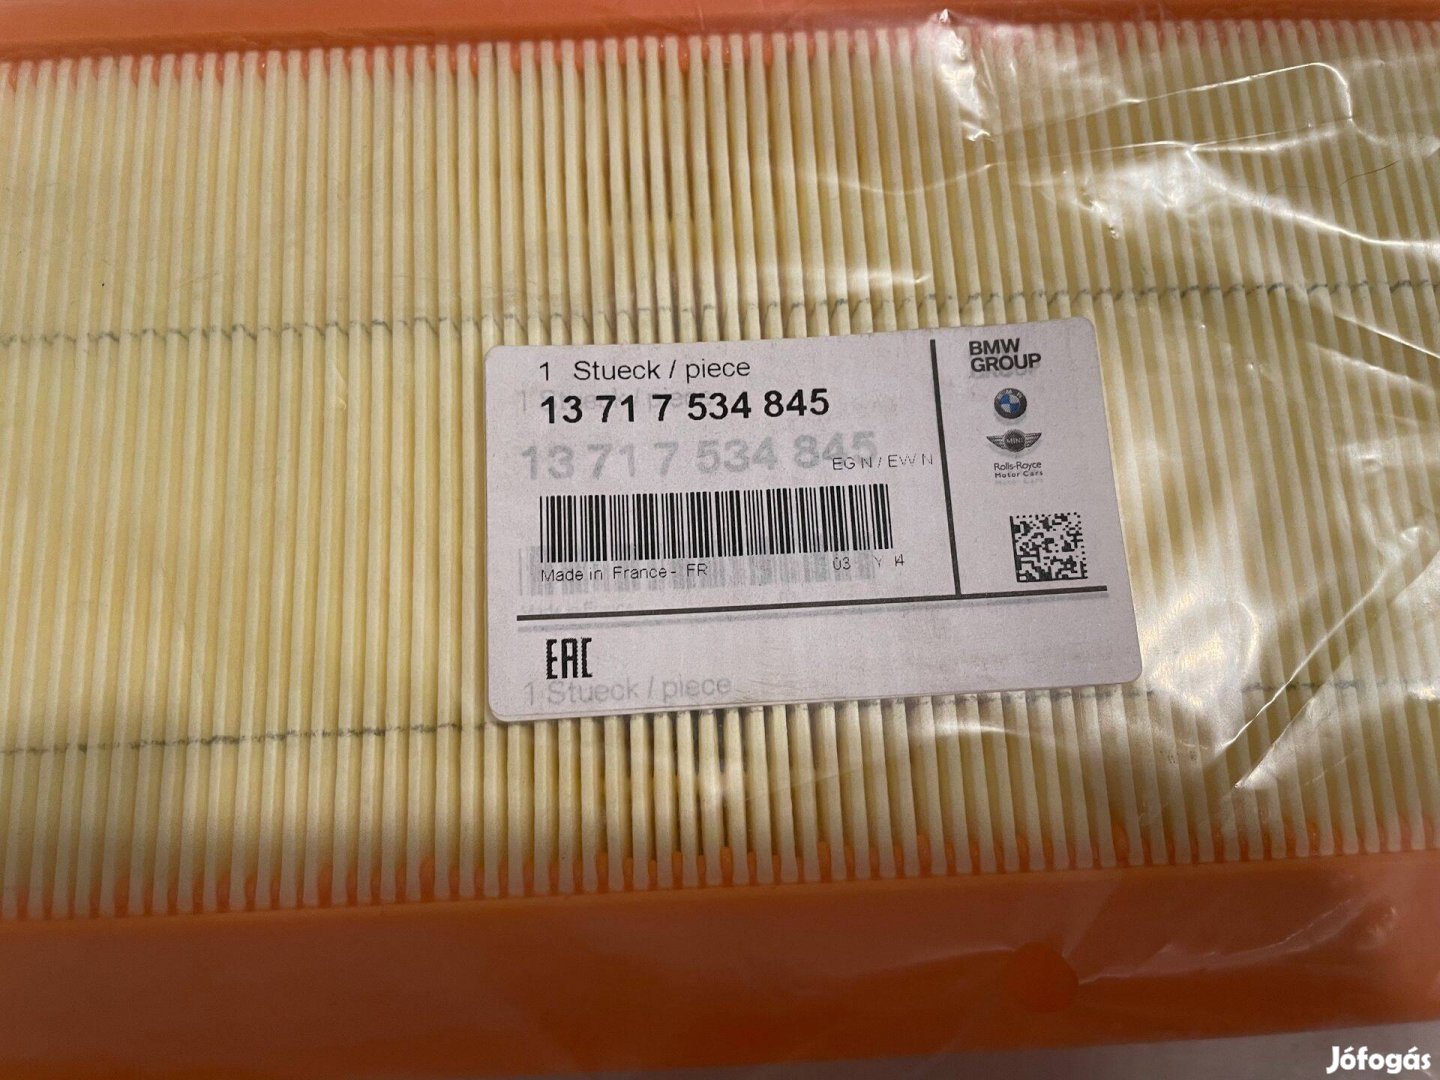 1 Stueck / piece
13 71 7 534 845
13 71 7 534 845
EG N / EW N
Made in France - FR
03
BMW
GROUP
MINI
Rolls-Royce
Motor Cars
EAC
1 Stueck / piece
Jófogás